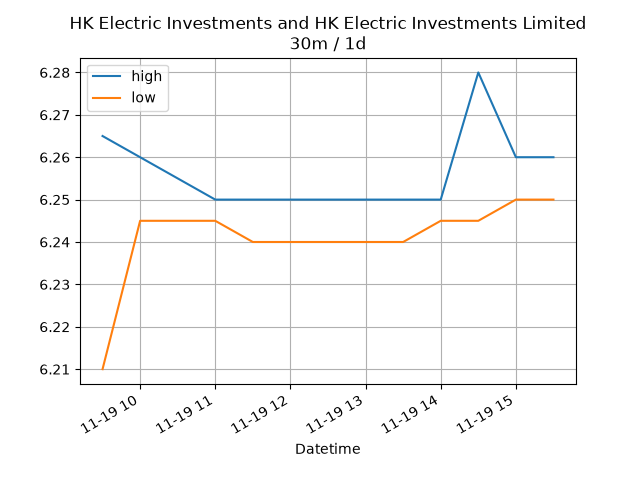 HK Electric Investments and HK Electric Investments Limited
30m / 1d
6.28
6.27
6.26
6.25
6.24
6.23
6.22
6.21
high
low
11-19 10
11-19 11
11-19 12
11-19 13
11-19 14
11-19 15
Datetime